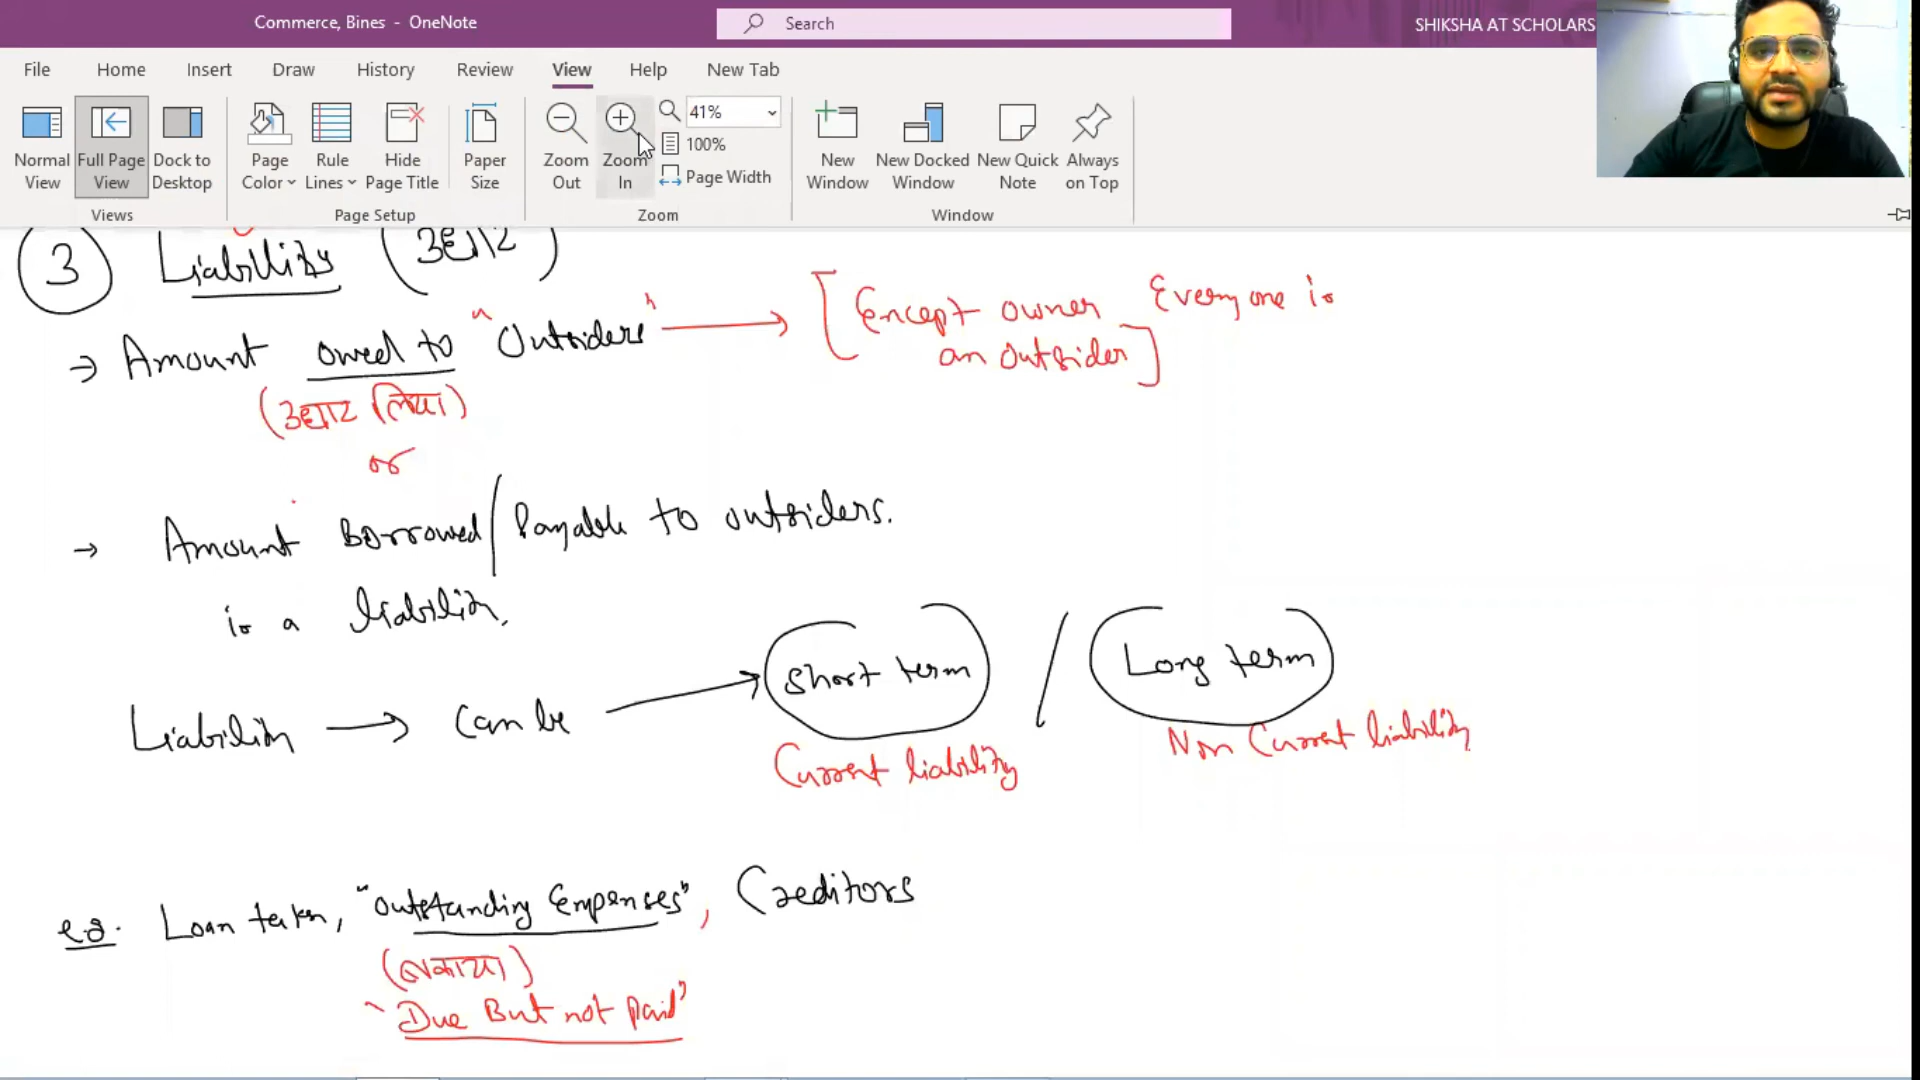 Commerce, Bines - OneNote
Search
SHIKSHA AT SCHOLARS
File Home Insert Draw History Review View Help New Tab
Normal View
Full Page View
Dock to Desktop
Views
Page Color
Rule Lines
Hide Page Title
Paper Size
Page Setup
Zoom Out
Zoom In
41%
100%
Page Width
Zoom
New Window
New Docked Window
New Quick Note
Always on Top
Window
3 Liability (उधार)
→ Amount owed to "Outsiders" → [Except owner Everyone is
an outsider]
(उधार लिया)
or
→ Amount Borrowed/Payable to outsiders.
is a liability.
Liability → can be → Short term / Long term
Current liability Non Current liability
e.g. Loan taken, "Outstanding Expenses", Creditors
(बकाया)
"Due But not paid"